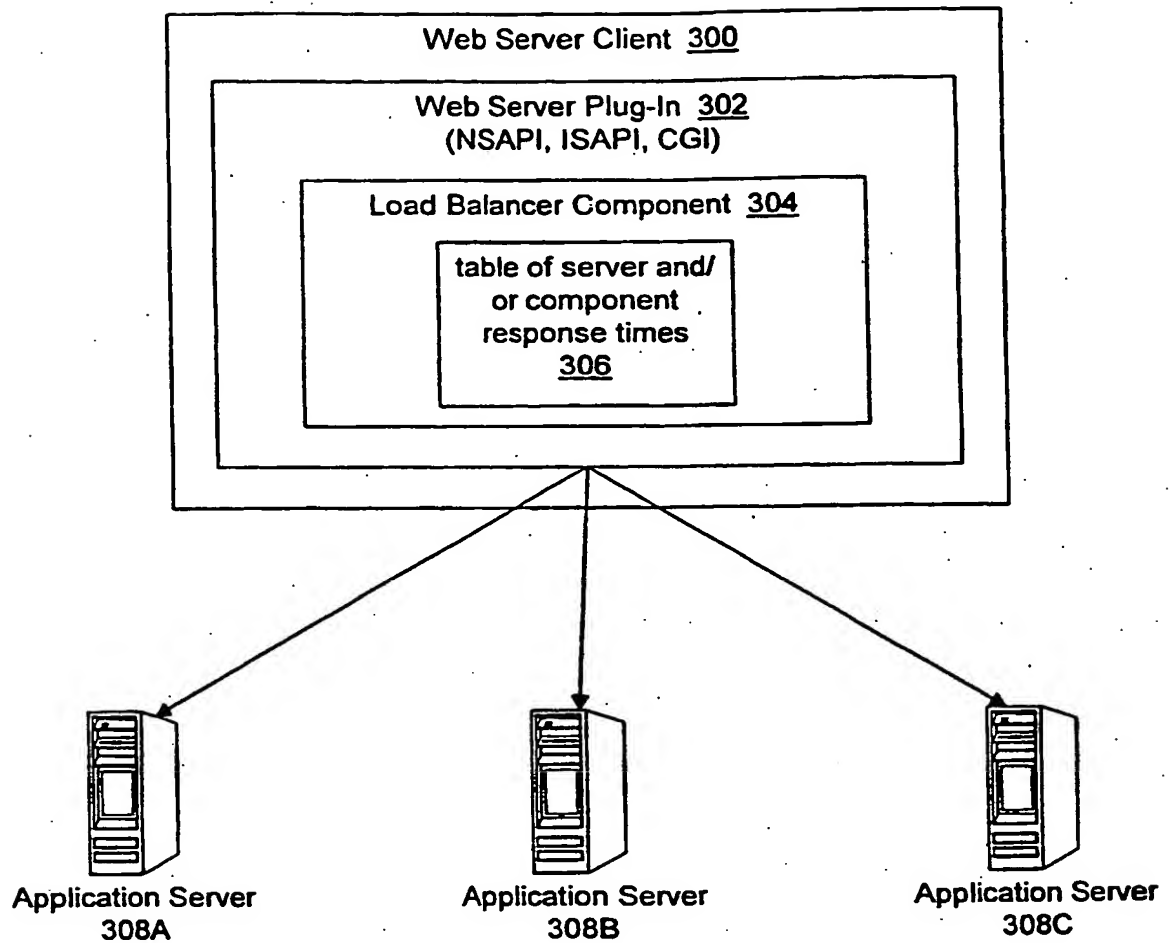 Web Server Client 300
Web Server Plug-In 302
(NSAPI, ISAPI, CGI)
Load Balancer Component 304
table of server and/
or component
response times
306
Application Server
308A
Application Server
308B
Application Server
308C